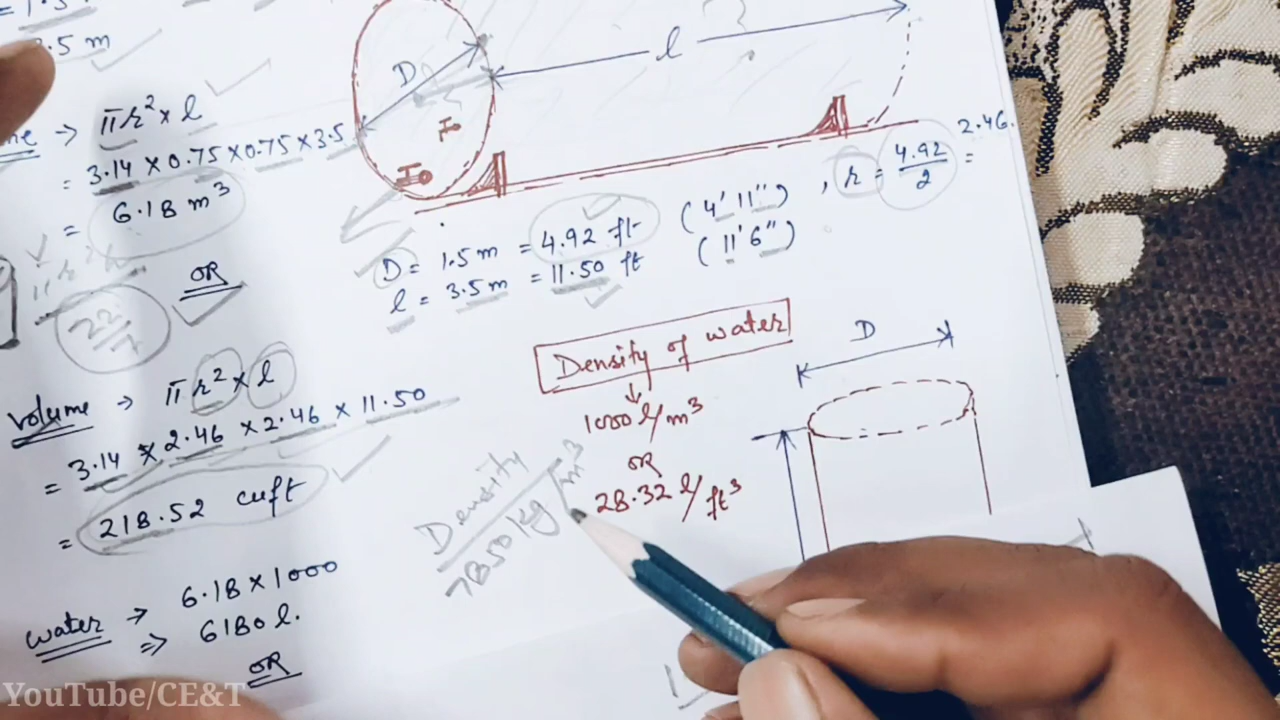 .5 m
→ πr² × l
= 3.14 × 0.75 × 0.75 × 3.5
= 6.18 m³
OR
22/7
D
l
Io
Io
D = 1.5 m = 4.92 ft (4' 11") , r = 4.92/2 = 2.46
l = 3.5 m = 11.50 ft (11' 6")
Volume → πr² × l
= 3.14 × 2.46 × 2.46 × 11.50
= 218.52 cuft
water → 6.18 × 1000
⇒ 6180 l.
OR
Density of water
↓
1000 l/m³
OR
28.32 l/ft³
Density
7850 kg/m³
D
YouTube/CE&T